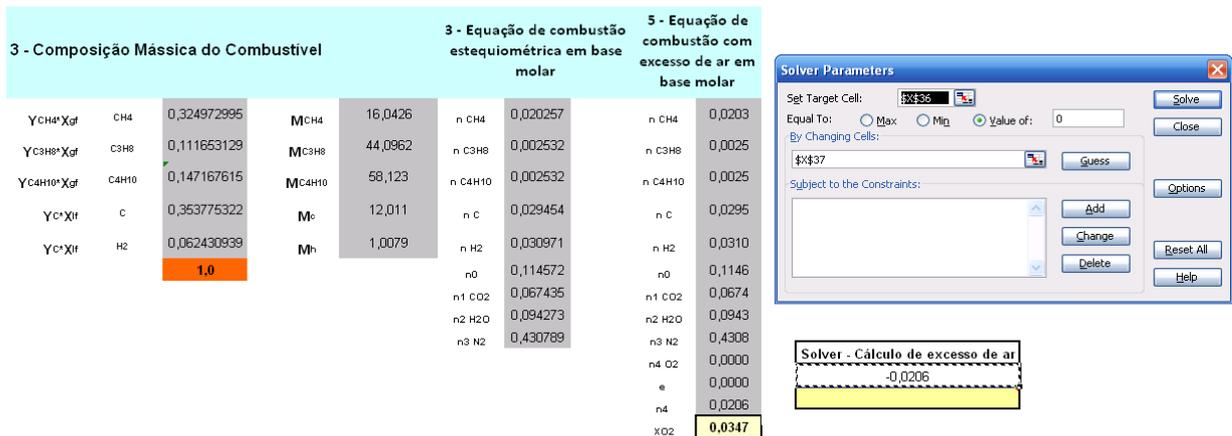 3 - Composição Mássica do Combustível
YCH4*Xgf CH4 0,324972995 MCH4 16,0426
YC3H8*Xgf C3H8 0,111653129 MC3H8 44,0962
YC4H10*Xgf C4H10 0,147167615 MC4H10 58,123
YC*Xlf C 0,353775322 Mc 12,011
YC*Xlf H2 0,062430939 Mh 1,0079
1,0
3 - Equação de combustão
estequiométrica em base
molar
n CH4 0,020257
n C3H8 0,002532
n C4H10 0,002532
n C 0,029454
n H2 0,030971
n0 0,114572
n1 CO2 0,067435
n2 H2O 0,094273
n3 N2 0,430789
5 - Equação de
combustão com
excesso de ar em
base molar
n CH4 0,0203
n C3H8 0,0025
n C4H10 0,0025
n C 0,0295
n H2 0,0310
n0 0,1146
n1 CO2 0,0674
n2 H2O 0,0943
n3 N2 0,4308
n4 O2 0,0000
e 0,0000
n4 0,0206
XO2 0,0347
Solver Parameters
Set Target Cell: $X$36 Solve
Equal To: Max Min Value of: 0 Close
By Changing Cells:
$X$37 Guess
Subject to the Constraints: Options
Add
Change
Delete
Reset All
Help
Solver - Cálculo de excesso de ar
-0,0206